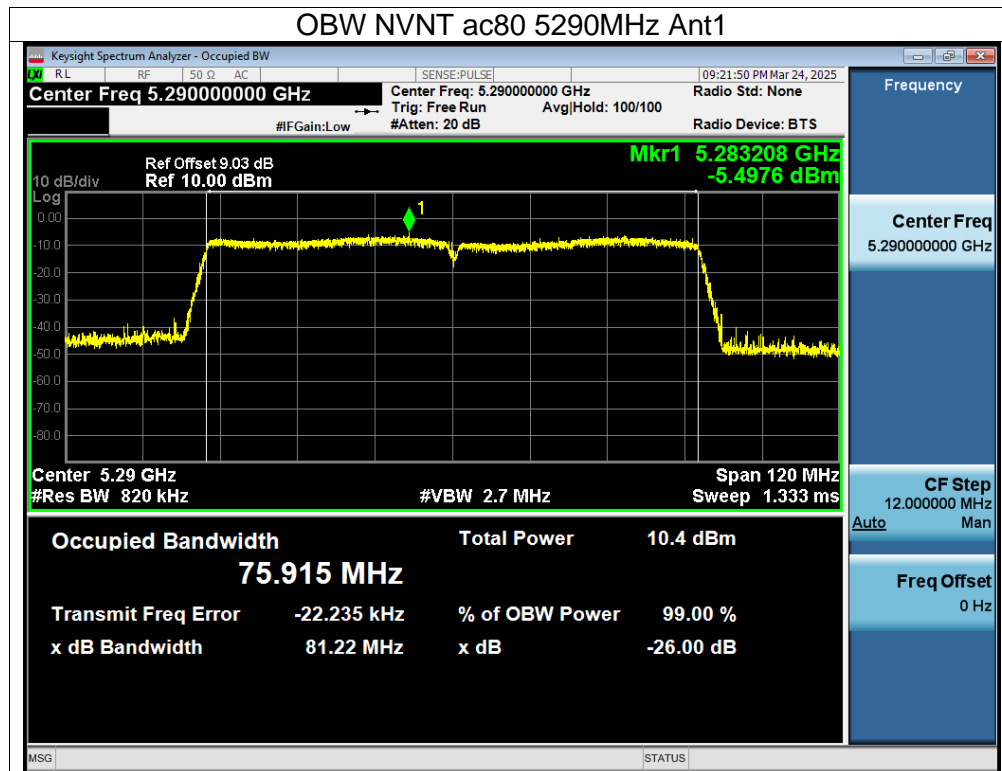 OBW NVNT ac80 5290MHz Ant1
Keysight Spectrum Analyzer - Occupied BW
LXI RL RF 50 Ω AC SENSE:PULSE 09:21:50 PM Mar 24, 2025
Center Freq 5.290000000 GHz
Center Freq: 5.290000000 GHz Radio Std: None
Trig: Free Run Avg|Hold: 100/100
#IFGain:Low #Atten: 20 dB Radio Device: BTS
Frequency
Mkr1 5.283208 GHz
-5.4976 dBm
Ref Offset 9.03 dB
10 dB/div Ref 10.00 dBm
Log
1
0.00
-10.0
-20.0
-30.0
-40.0
-50.0
-60.0
-70.0
-80.0
Center 5.29 GHz Span 120 MHz
#Res BW 820 kHz #VBW 2.7 MHz Sweep 1.333 ms
Center Freq
5.290000000 GHz
CF Step
12.000000 MHz
Auto Man
Freq Offset
0 Hz
Occupied Bandwidth Total Power 10.4 dBm
75.915 MHz
Transmit Freq Error -22.235 kHz % of OBW Power 99.00 %
x dB Bandwidth 81.22 MHz x dB -26.00 dB
MSG STATUS